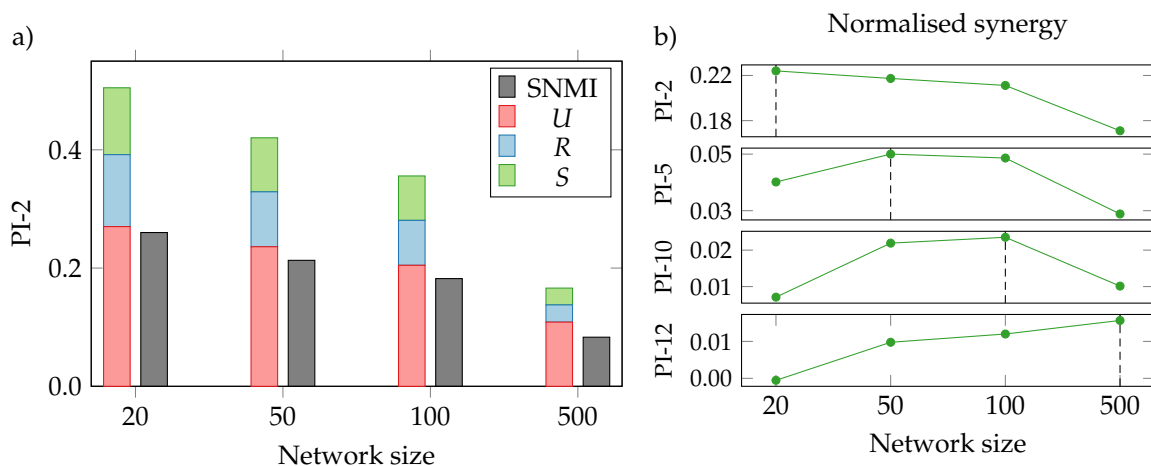 a)
PI-2
0.4
0.2
0.0
SNMI
U
R
S
20 50 100 500
Network size
b)
Normalised synergy
PI-2
0.22
0.18
PI-5
0.05
0.03
PI-10
0.02
0.01
PI-12
0.01
0.00
20 50 100 500
Network size